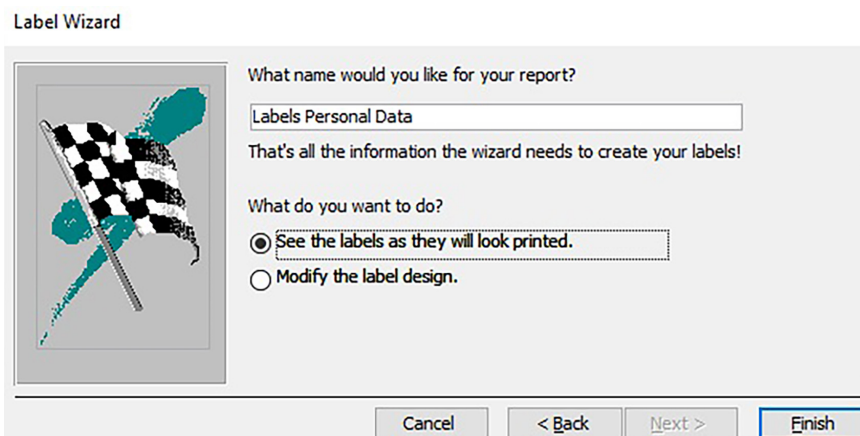 Label Wizard
What name would you like for your report?
Labels Personal Data
That's all the information the wizard needs to create your labels!
What do you want to do?
See the labels as they will look printed.
Modify the label design.
Cancel < Back Next > Finish